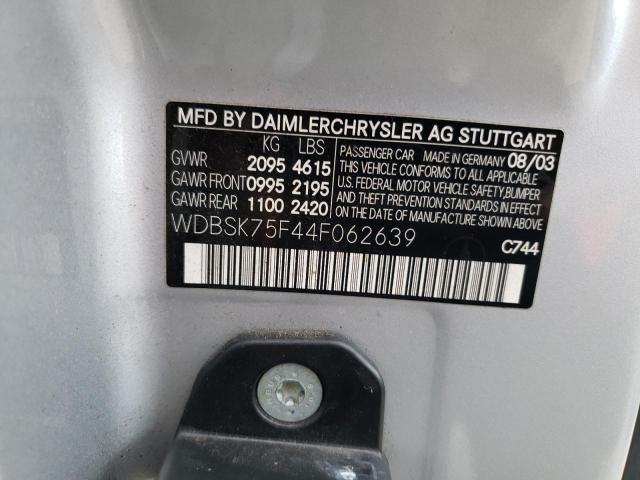 MFD BY DAIMLERCHRYSLER AG STUTTGART
KG LBS
GVWR 2095 4615
GAWR FRONT 0995 2195
GAWR REAR 1100 2420
PASSENGER CAR MADE IN GERMANY 08/03
THIS VEHICLE CONFORMS TO ALL APPLICABLE
U.S. FEDERAL MOTOR VEHICLE SAFETY, BUMPER
AND THEFT PREVENTION STANDARDS IN EFFECT
ON THE DATE OF MANUFACTURE SHOWN ABOVE.
WDBSK75F44F062639
C744